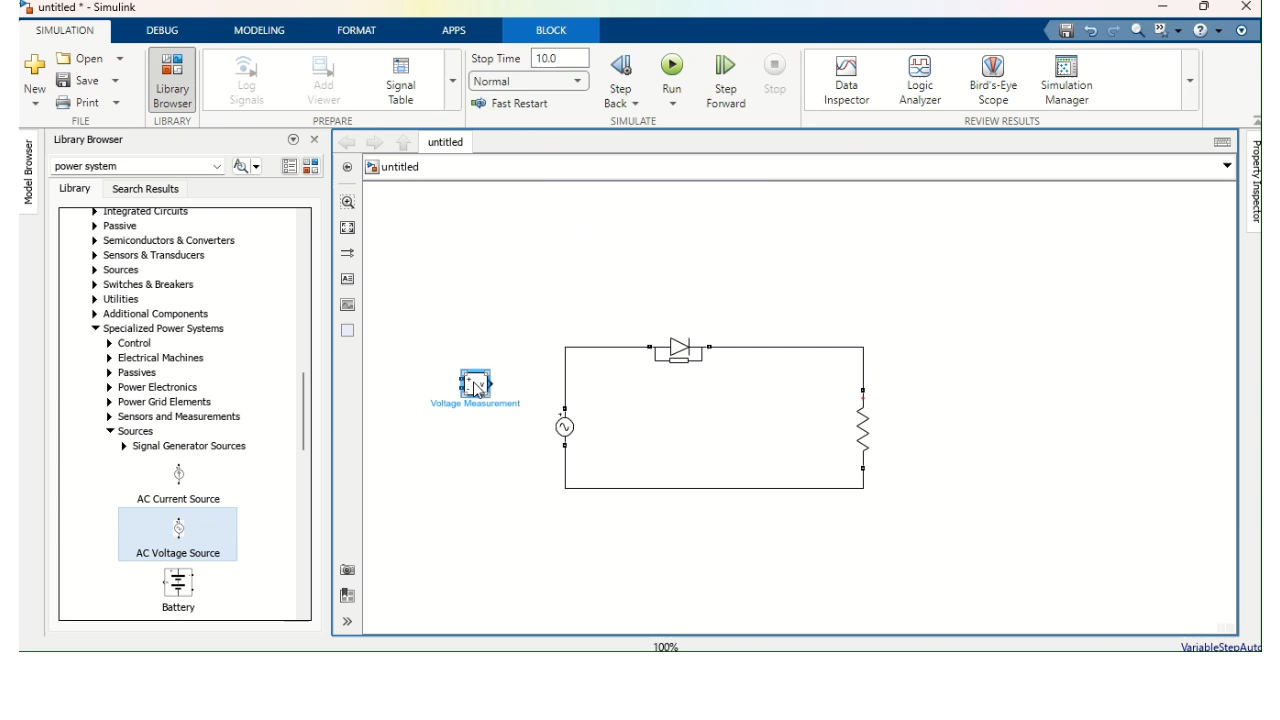 untitled * - Simulink
SIMULATION DEBUG MODELING FORMAT APPS BLOCK
New
Open
Save
Print
FILE
Library
Browser
LIBRARY
Log
Signals
Add
Viewer
Signal
Table
PREPARE
Stop Time 10.0
Normal
Fast Restart
Step
Back
Run
Step
Forward
Stop
SIMULATE
Data
Inspector
Logic
Analyzer
Bird's-Eye
Scope
Simulation
Manager
REVIEW RESULTS
Model Browser
Library Browser
power system
Library Search Results
Integrated Circuits
Passive
Semiconductors & Converters
Sensors & Transducers
Sources
Switches & Breakers
Utilities
Additional Components
Specialized Power Systems
Control
Electrical Machines
Passives
Power Electronics
Power Grid Elements
Sensors and Measurements
Sources
Signal Generator Sources
AC Current Source
AC Voltage Source
Battery
untitled
untitled
Voltage Measurement
Property Inspector
100%
VariableStepAuto